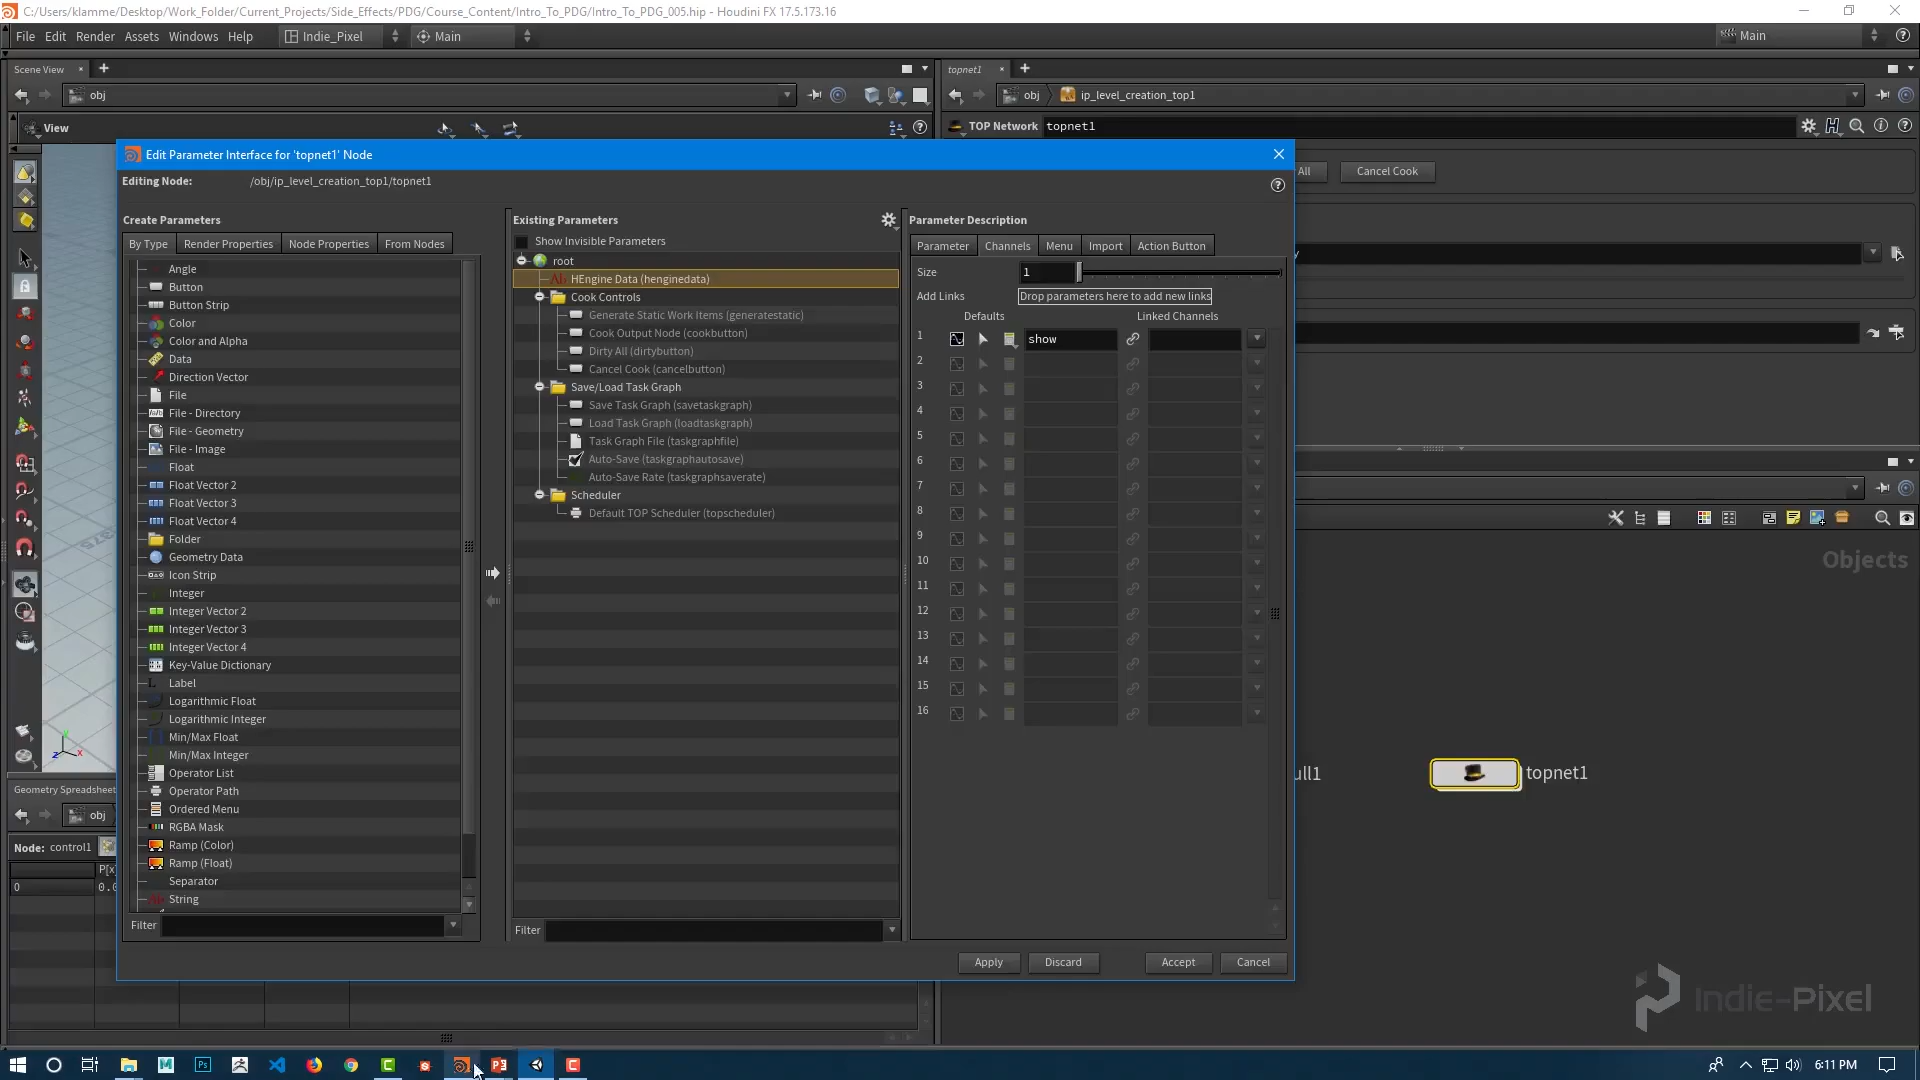 C:/Users/klamme/Desktop/Work_Folder/Current_Projects/Side_Effects/PDG/Course_Content/Intro_To_PDG/Intro_To_PDG_005.hip - Houdini FX 17.5.173.16
File Edit Render Assets Windows Help Indie_Pixel Main Main
Scene View topnet1
obj obj ip_level_creation_top1
View TOP Network topnet1
Edit Parameter Interface for 'topnet1' Node
Editing Node: /obj/ip_level_creation_top1/topnet1 All Cancel Cook
Create Parameters Existing Parameters Parameter Description
By Type Render Properties Node Properties From Nodes
Show Invisible Parameters
Parameter Channels Menu Import Action Button
root
Angle
Button
Button Strip
Color
Color and Alpha
Data
Direction Vector
File
File - Directory
File - Geometry
File - Image
Float
Float Vector 2
Float Vector 3
Float Vector 4
Folder
Geometry Data
Icon Strip
Integer
Integer Vector 2
Integer Vector 3
Integer Vector 4
Key-Value Dictionary
Label
Logarithmic Float
Logarithmic Integer
Min/Max Float
Min/Max Integer
Operator List
Operator Path
Ordered Menu
RGBA Mask
Ramp (Color)
Ramp (Float)
Separator
String
Filter
HEngine Data (henginedata)
Cook Controls
Generate Static Work Items (generatestatic)
Cook Output Node (cookbutton)
Dirty All (dirtybutton)
Cancel Cook (cancelbutton)
Save/Load Task Graph
Save Task Graph (savetaskgraph)
Load Task Graph (loadtaskgraph)
Task Graph File (taskgraphfile)
Auto-Save (taskgraphautosave)
Auto-Save Rate (taskgraphsaverate)
Scheduler
Default TOP Scheduler (topscheduler)
Filter
Size 1
Add Links Drop parameters here to add new links
Defaults Linked Channels
1 show
2
3
4
5
6
7
8
9
10
11
12
13
14
15
16
Apply Discard Accept Cancel
Objects
ull1 topnet1
Geometry Spreadsheet
obj
Node: control1
P[x]
0 0.0
Indie-Pixel
6:11 PM